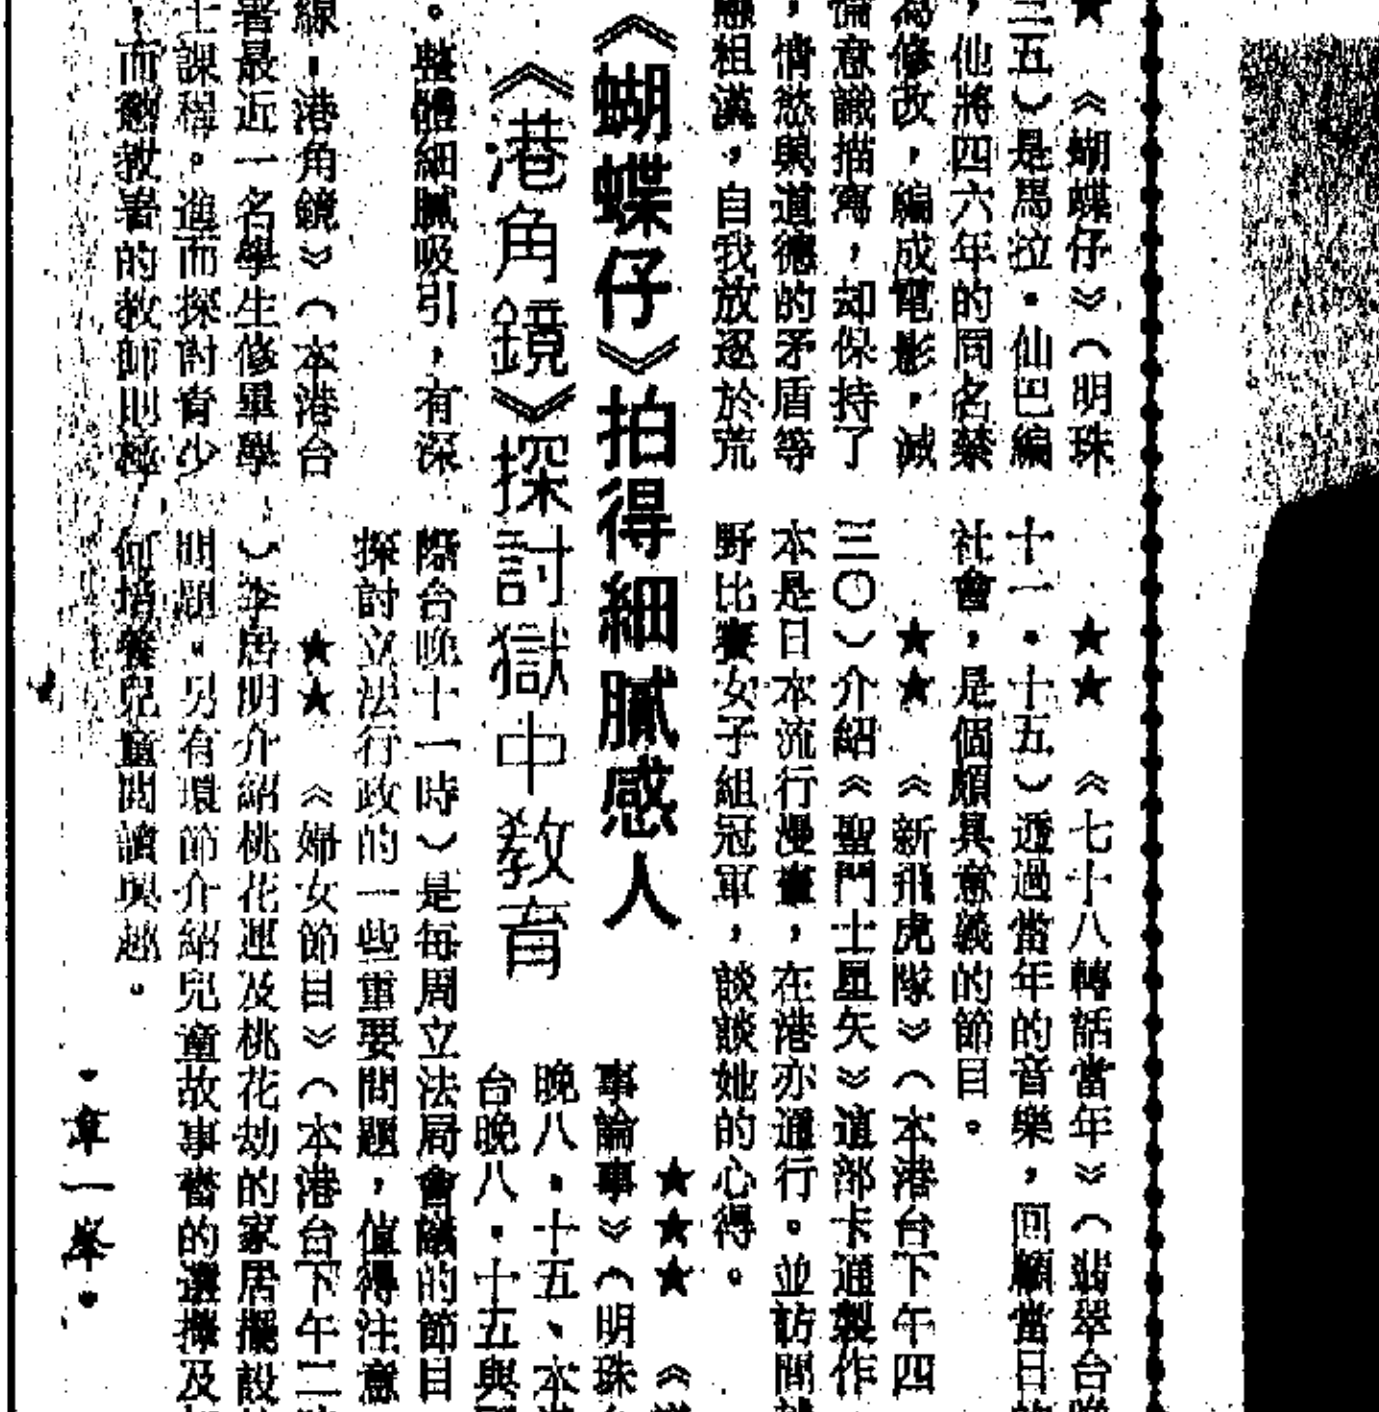 《蝴蝶仔》拍得細膩感人
《港角鏡》探討獄中教育
★ 《蝴蝶仔》（明珠
三五）是馬泣．仙巴編
，他將四六年的同名禁
為修改，編成電影，減
倫意識描寫，却保持了
，情慾與道德的矛盾等
粗漢，自我放逐於荒
。整體細膩吸引，有深
線．港角鏡》（本港台
署最近一名學生修畢學
士課程。進而探討青少
，而懲教署的教師則極
★★ 《七十八轉話當年》（翡翠台晚
十一．十五）透過當年的音樂，回顧當日
社會，是個頗具意義的節目。
★★ 《新飛虎隊》（本港台下午四
三〇）介紹《聖鬥士星矢》這部卡通製作
本是日本流行漫畫，在港亦通行。並訪問
野比賽女子組冠軍，談談她的心得。
★★★ 《
事論事》（明珠
晚八．十五、本
台晚八．十五與
際台晚十一時）是每周立法局會議的節目
探討立法行政的一些重要問題，值得注意
★★ 《婦女節目》（本港台下午二
）李居明介紹桃花運及桃花劫的家居擺設
明題。另有環節介紹兒童故事書的選擇及
何培養兒童閱讀興趣。
．章一峯．